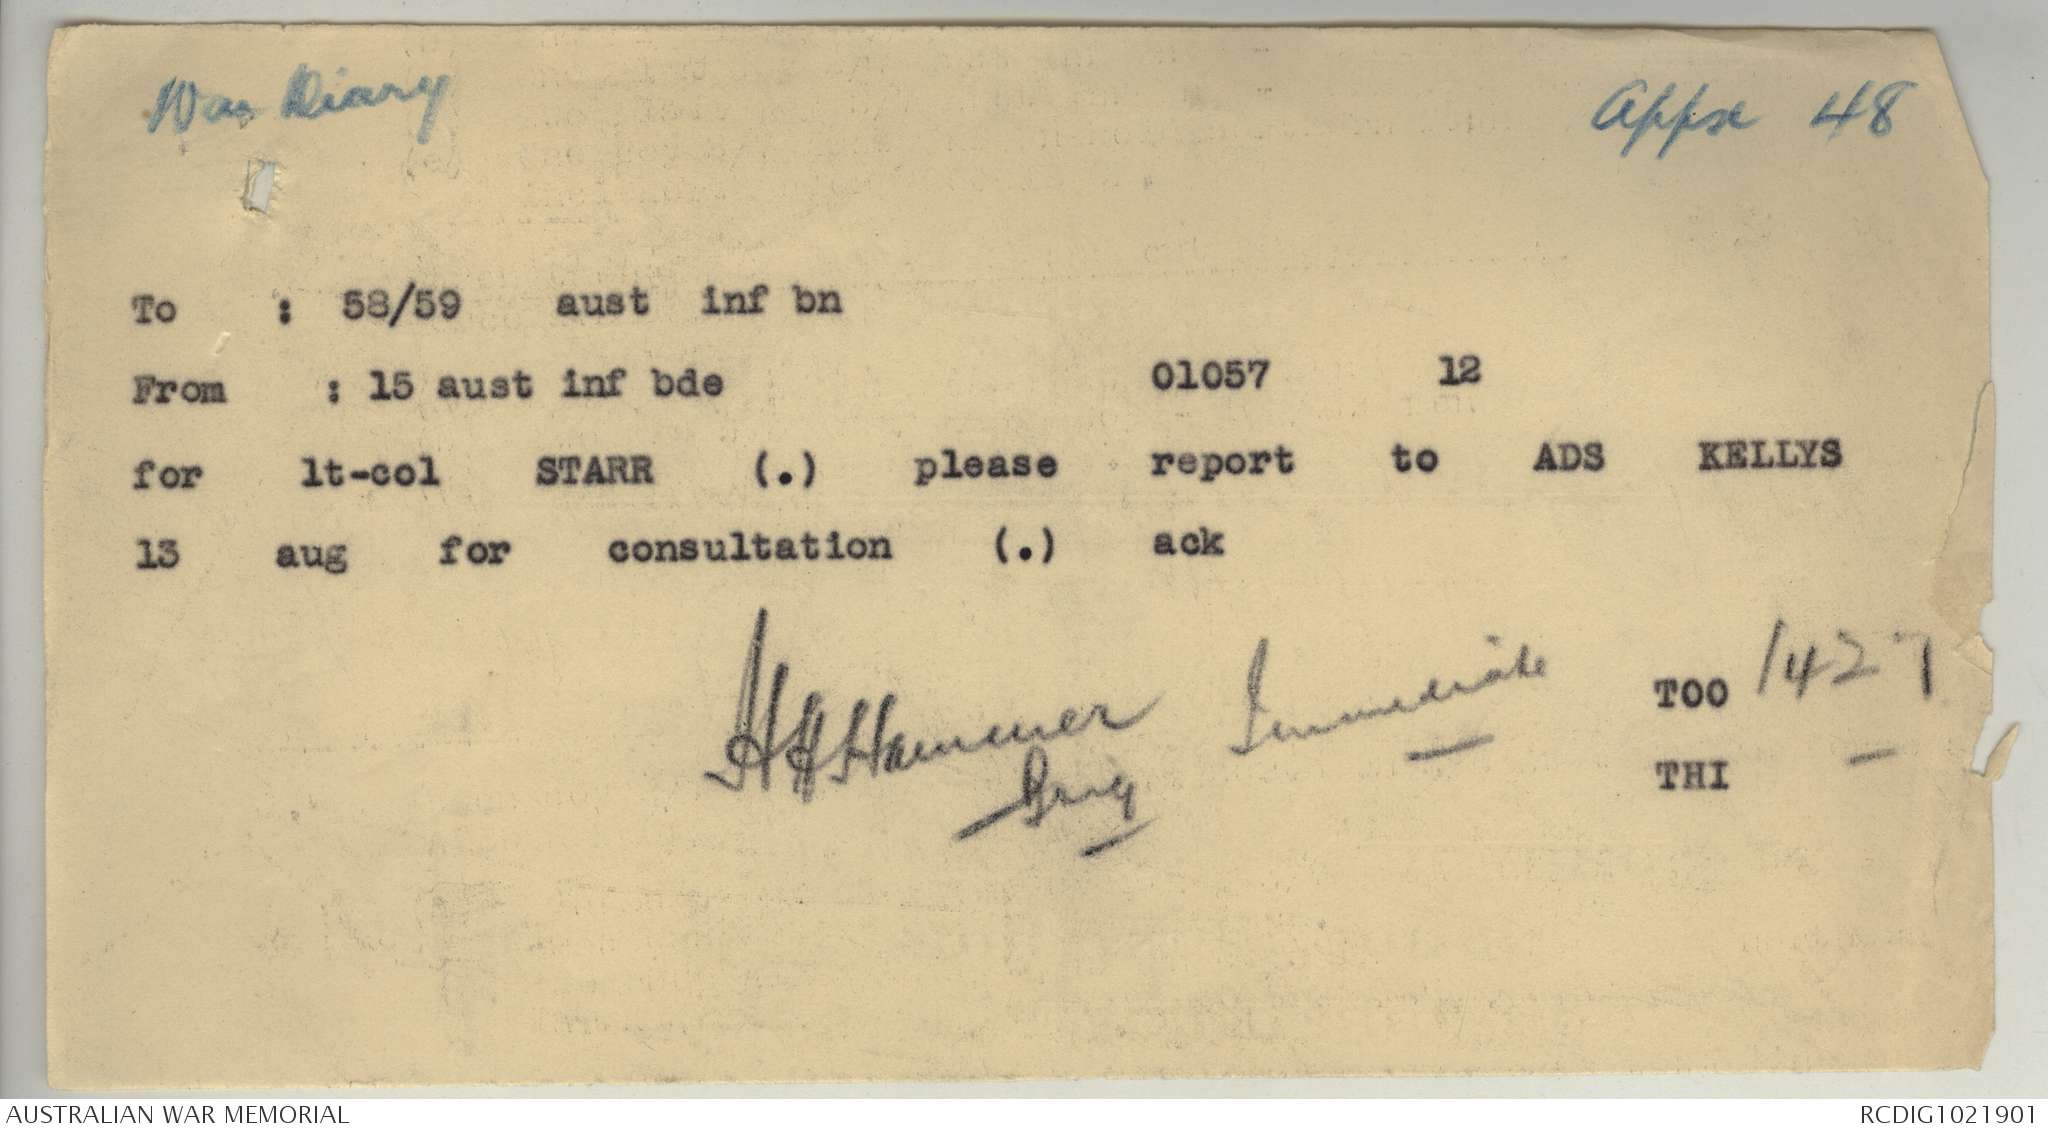 War Diary Appx 48
To : 58/59 aust inf bn
From : 15 aust inf bde 01057 12
for lt-col STARR (.) please report to ADS KELLYS
13 aug for consultation (.) ack
HHHammer Immediate TOO 1427
Brig THI —
AUSTRALIAN WAR MEMORIAL RCDIG1021901